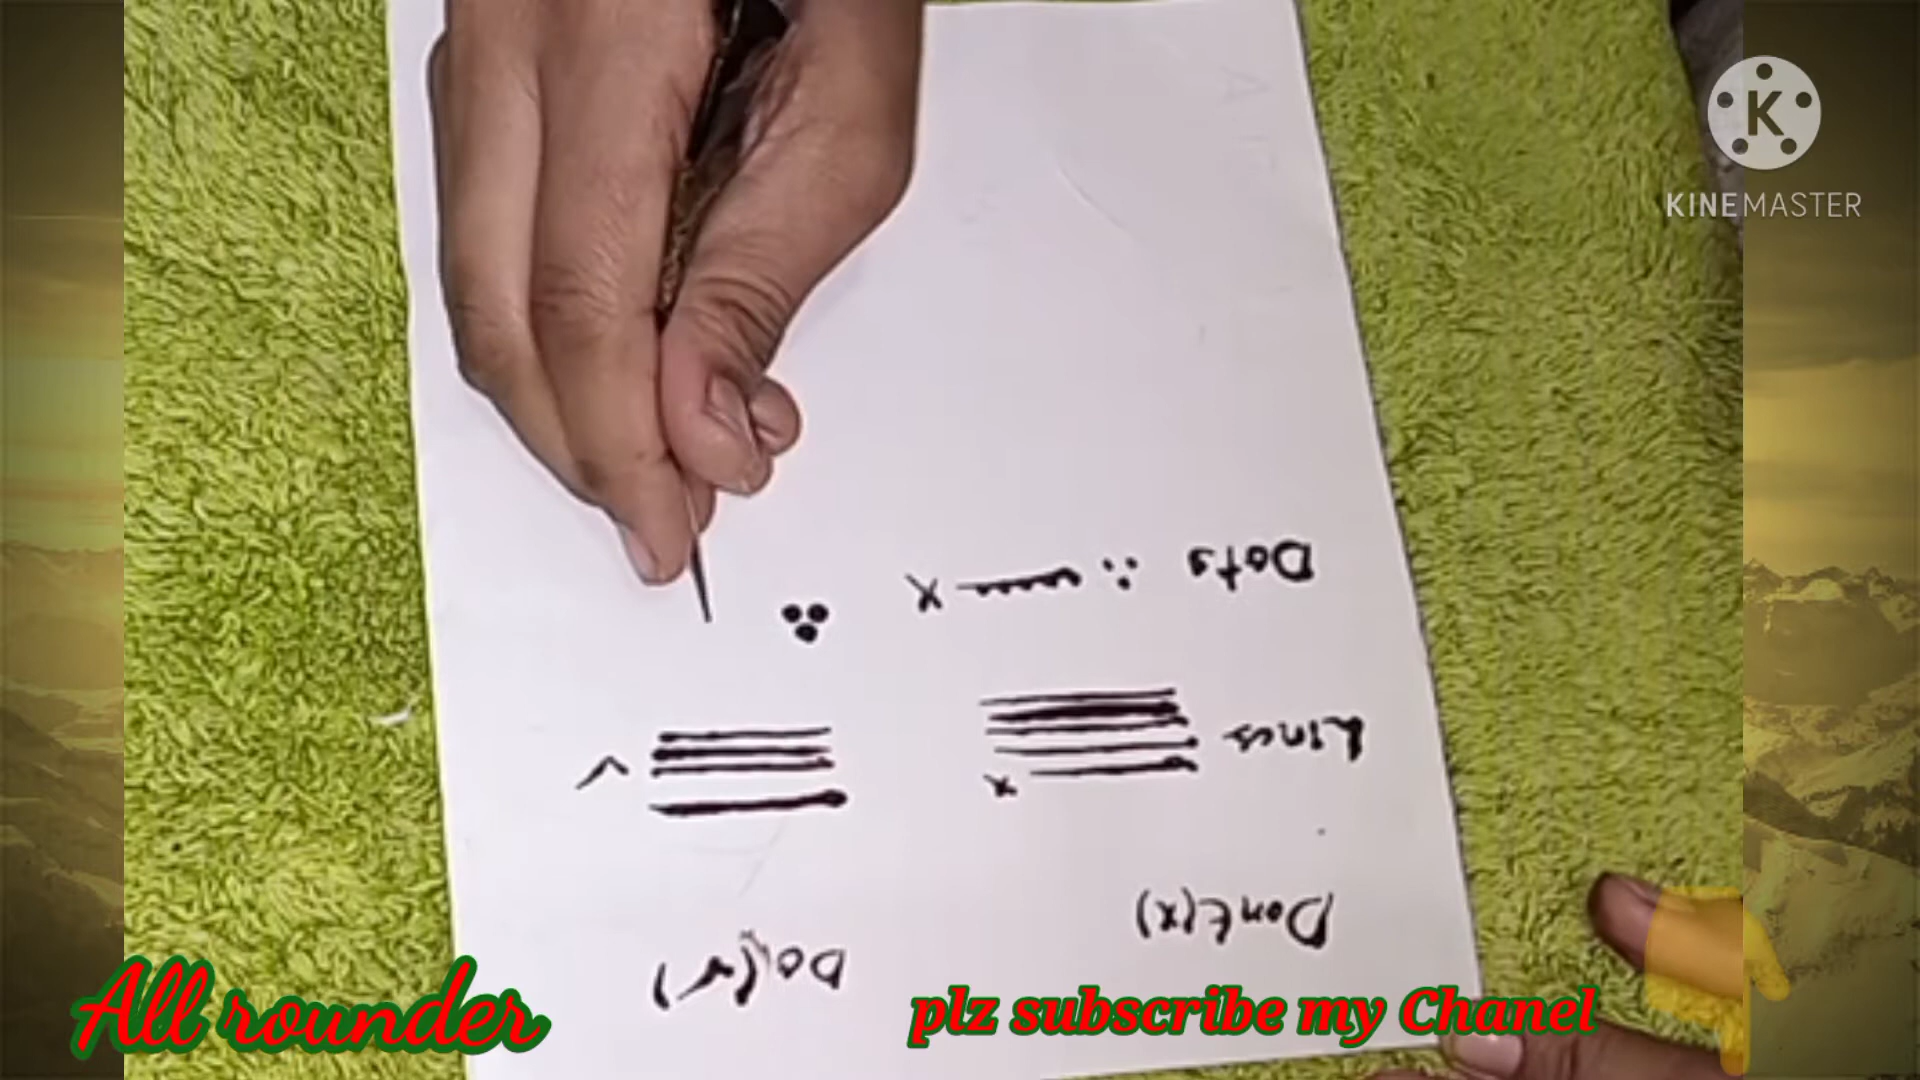 K
KINEMASTER
Dont(x) Do(✓)
Lines x ✓
Dots x
All rounder
plz subscribe my Chanel